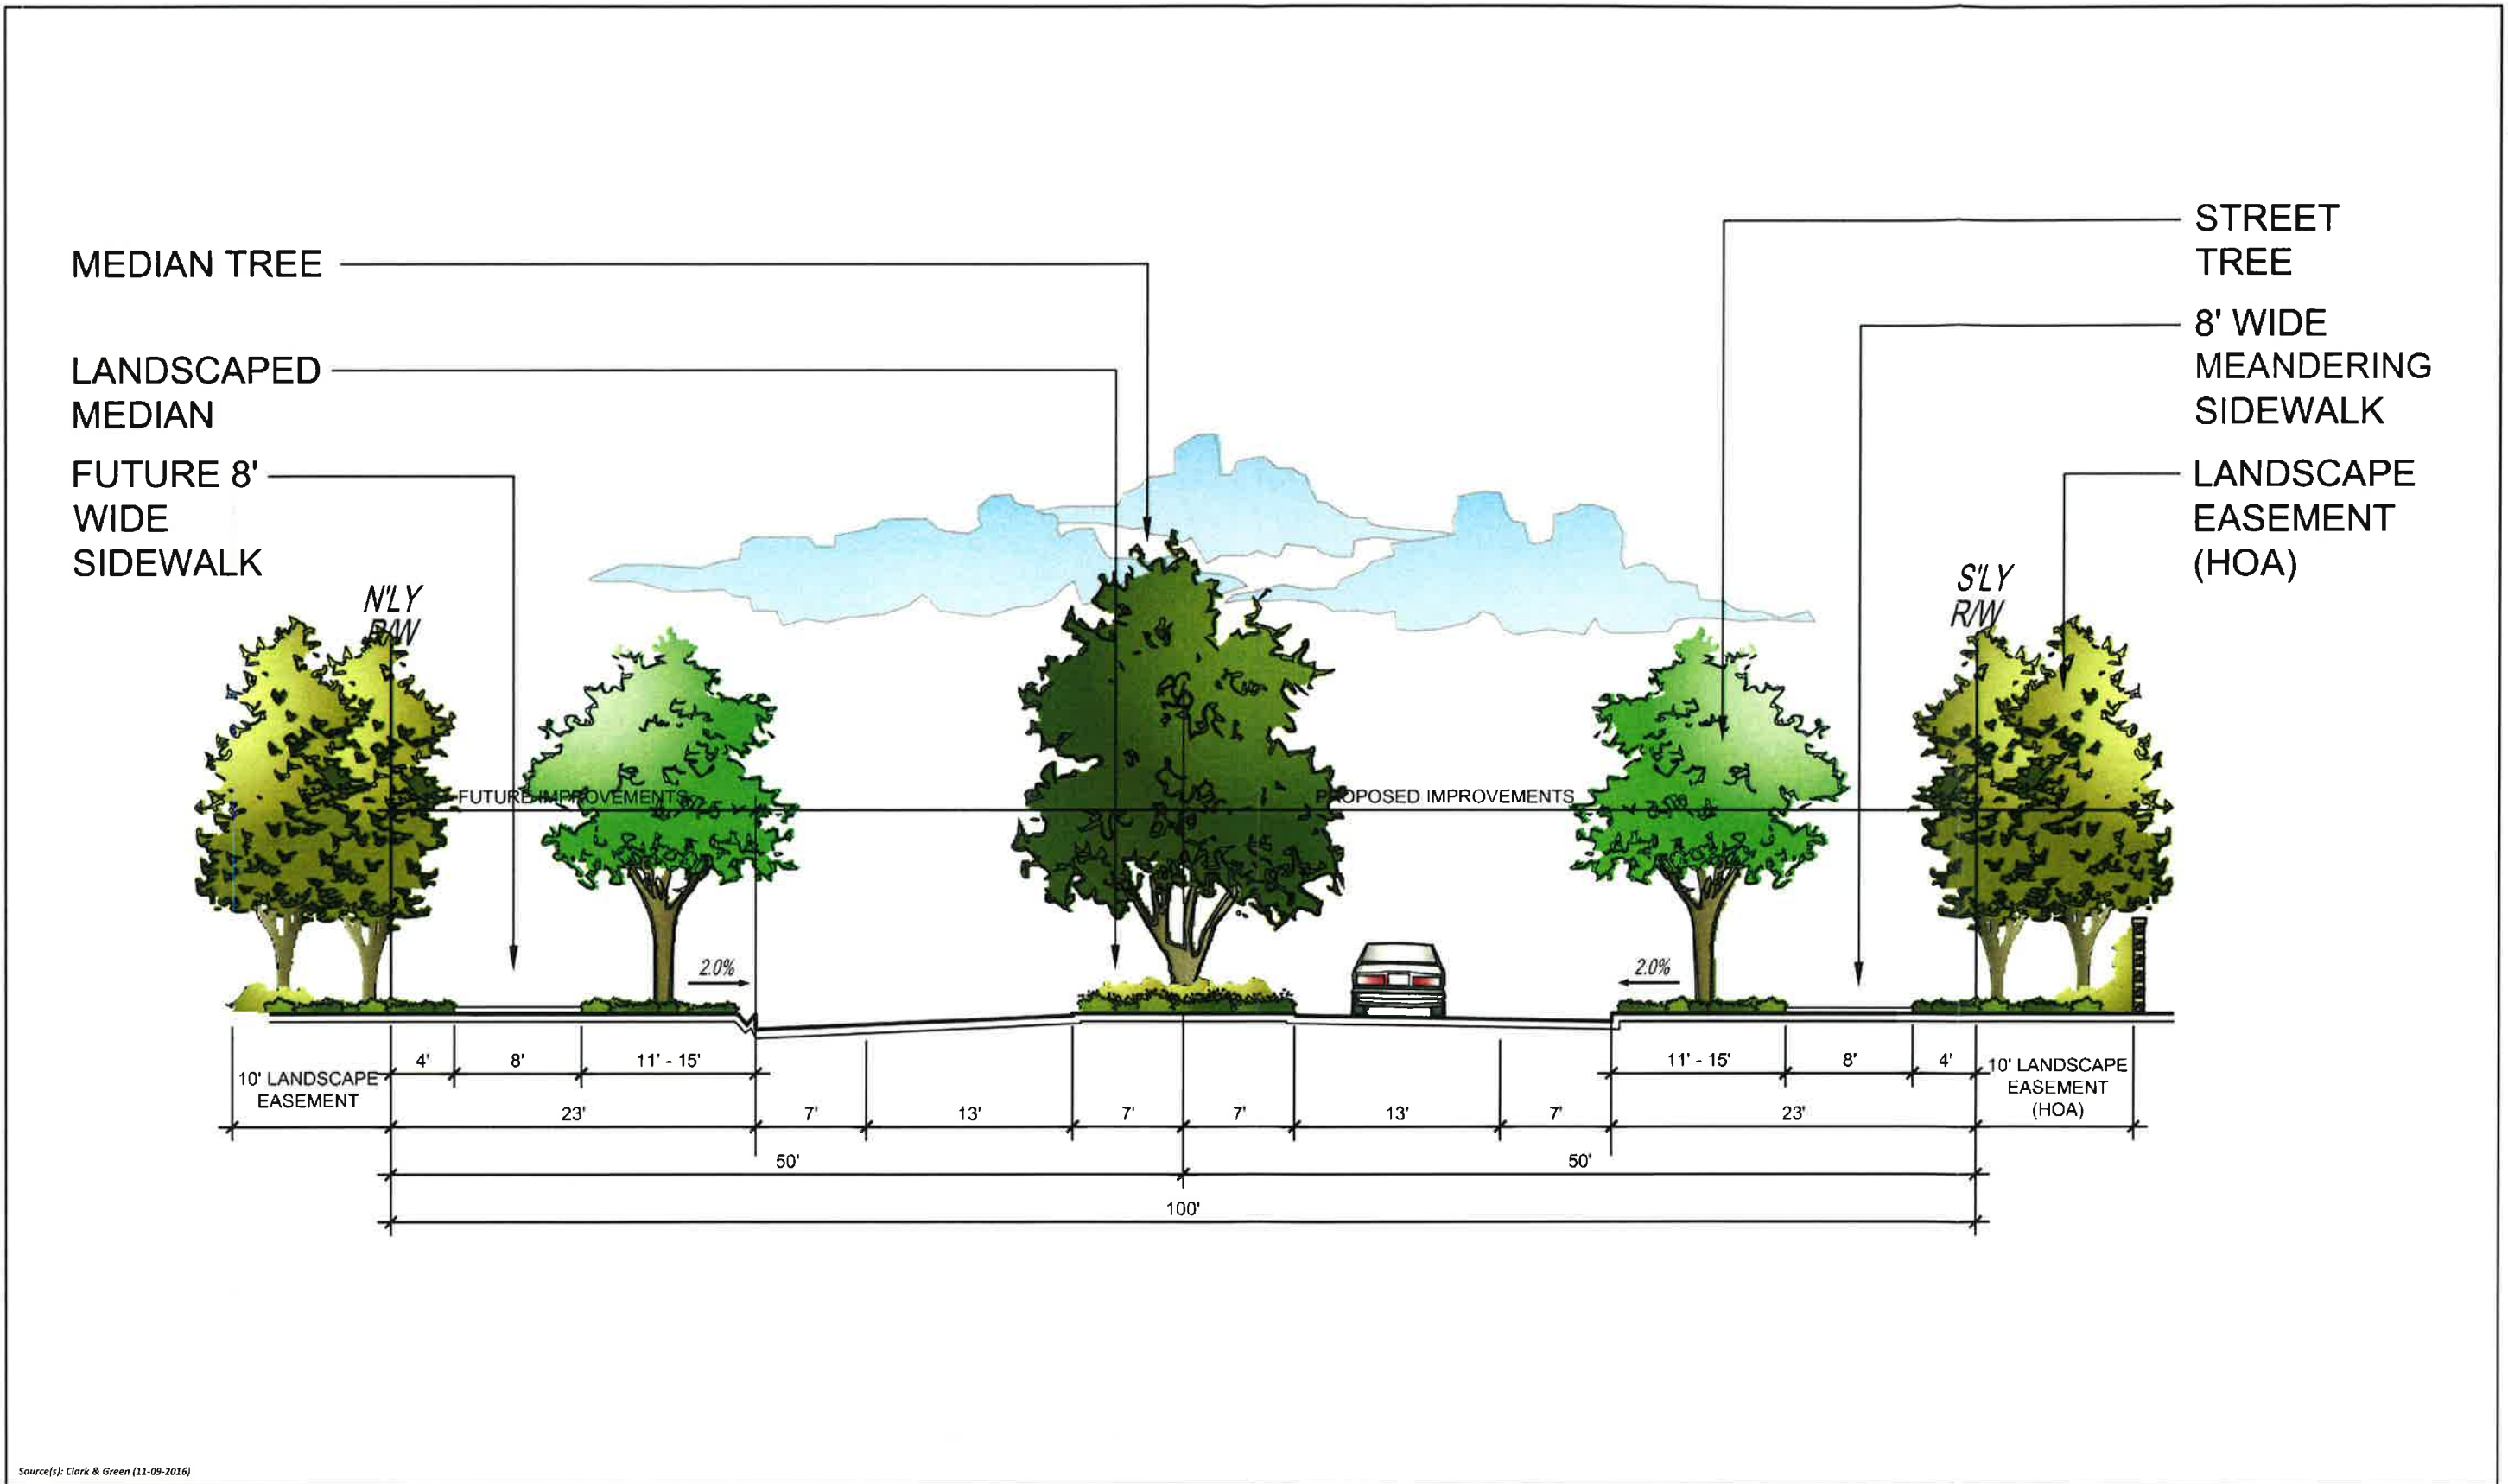 MEDIAN TREE
LANDSCAPED
MEDIAN
FUTURE 8'
WIDE
SIDEWALK
STREET
TREE
8' WIDE
MEANDERING
SIDEWALK
LANDSCAPE
EASEMENT
(HOA)
N'LY
R/W
S'LY
R/W
FUTURE IMPROVEMENTS
PROPOSED IMPROVEMENTS
2.0%
2.0%
4'
8'
11' - 15'
11' - 15'
8'
4'
10' LANDSCAPE
EASEMENT
10' LANDSCAPE
EASEMENT
(HOA)
23'
7'
13'
7'
7'
13'
7'
23'
50'
50'
100'
Source(s): Clark & Green (11-09-2016)